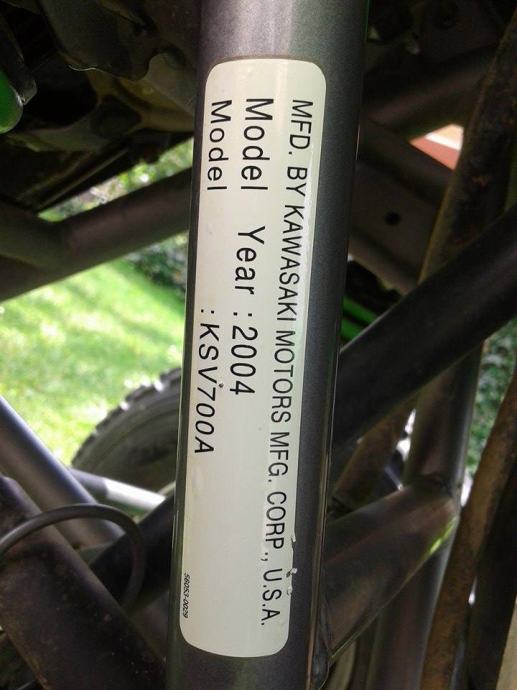 MFD. BY KAWASAKI MOTORS MFG. CORP., U.S.A.
Model Year : 2004
Model : KSV700A
56053-0029